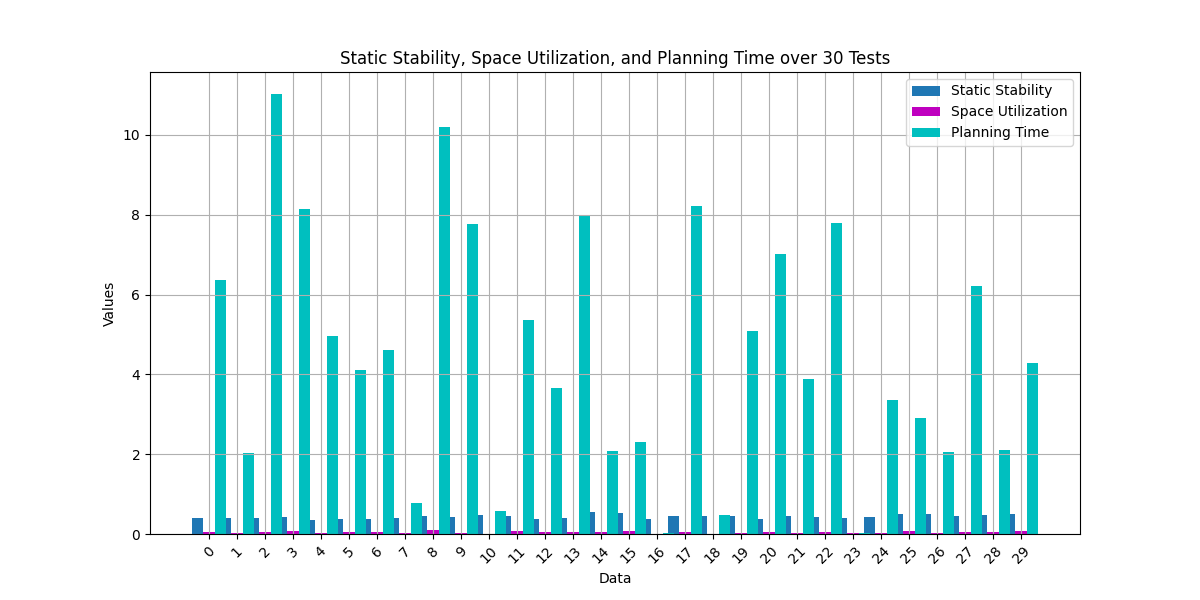 Static Stability, Space Utilization, and Planning Time over 30 Tests
Static Stability
Space Utilization
Planning Time
10
8
6
4
2
0
Values
0 1 2 3 4 5 6 7 8 9 10 11 12 13 14 15 16 17 18 19 20 21 22 23 24 25 26 27 28 29
Data